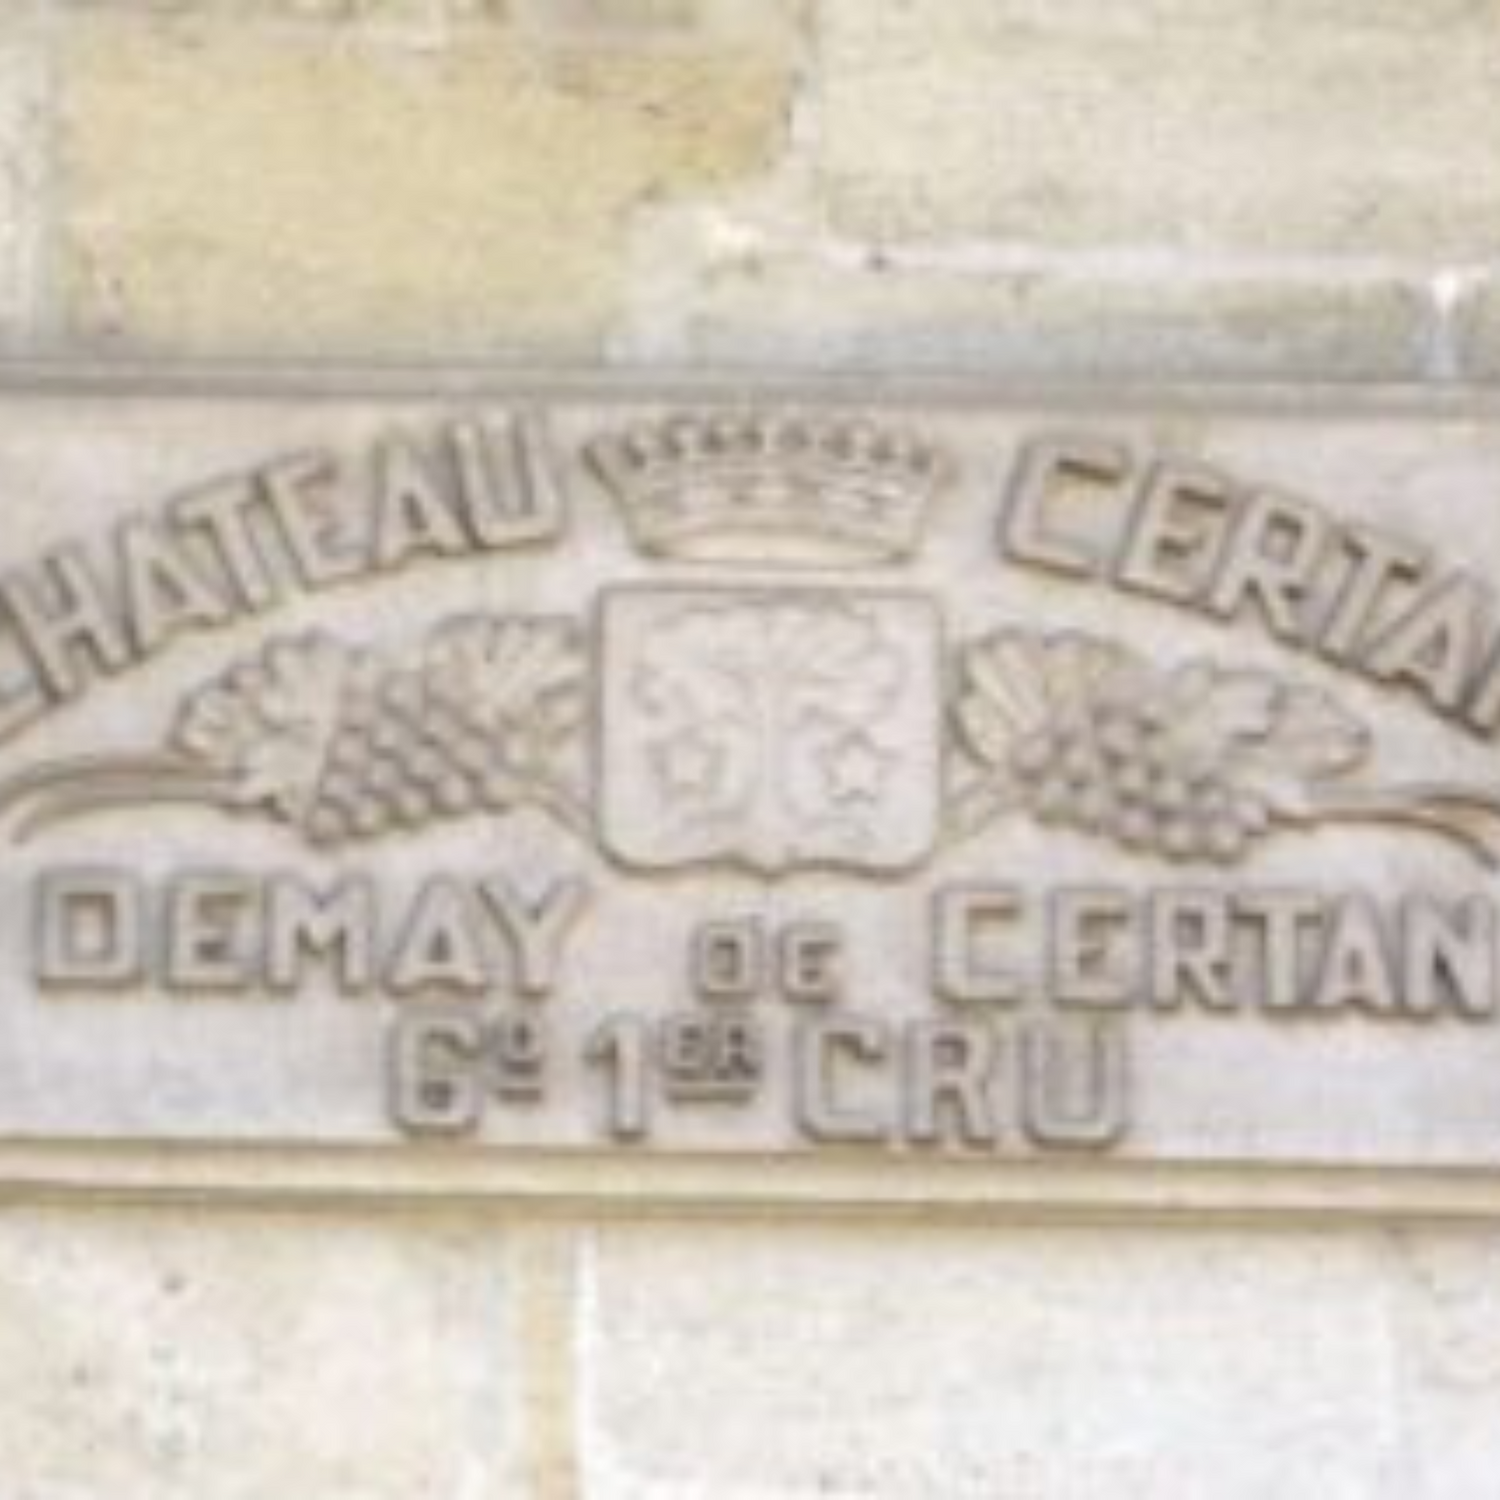 CHATEAU CERTAN
DEMAY DE CERTAN
Gd 1ER CRU